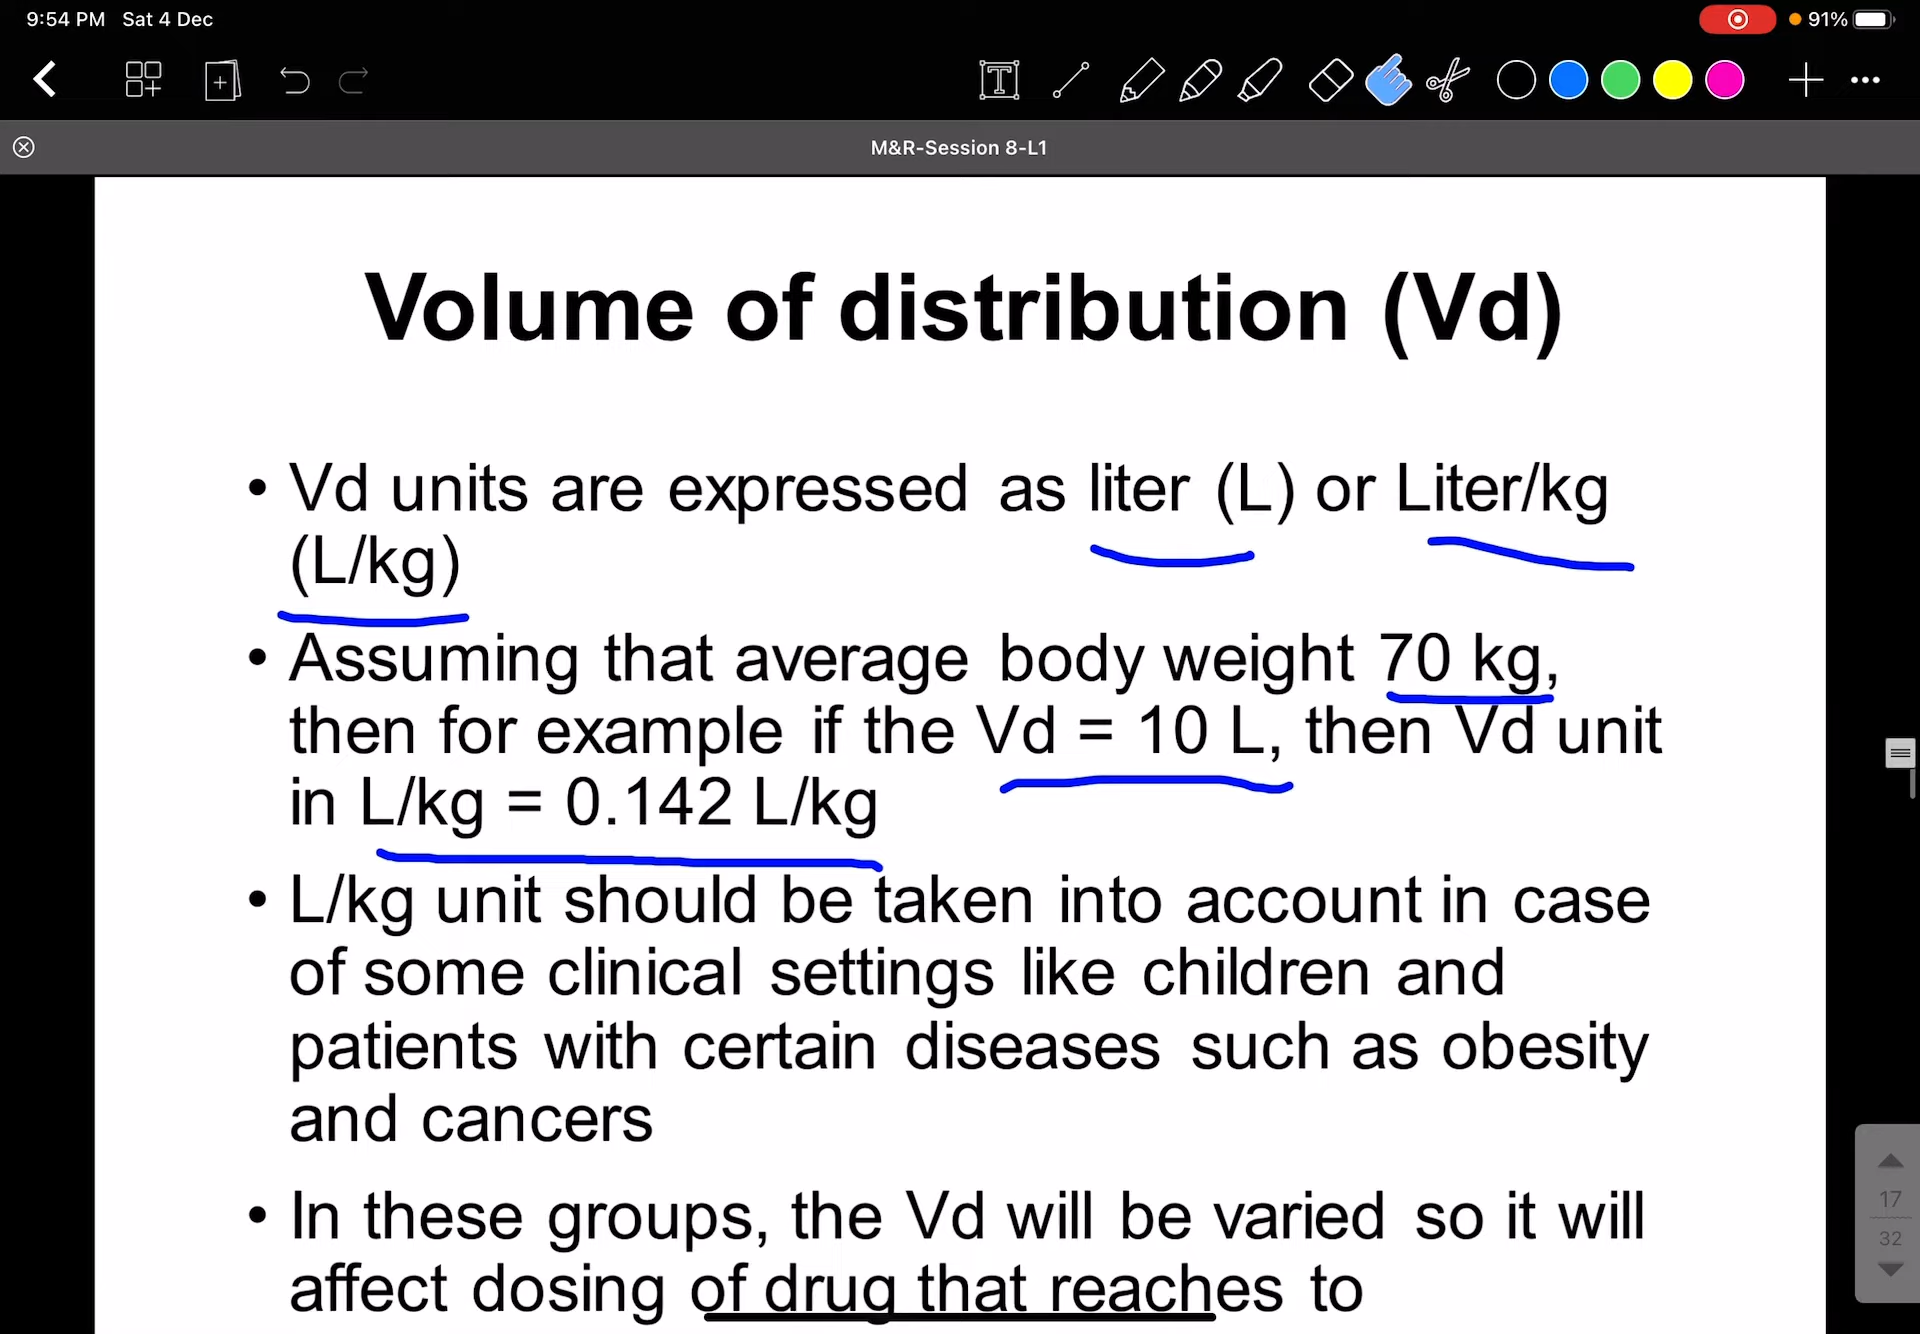 9:54 PM Sat 4 Dec
91%
T
M&R-Session 8-L1
Volume of distribution (Vd)
• Vd units are expressed as liter (L) or Liter/kg
(L/kg)
• Assuming that average body weight 70 kg,
then for example if the Vd = 10 L, then Vd unit
in L/kg = 0.142 L/kg
• L/kg unit should be taken into account in case
of some clinical settings like children and
patients with certain diseases such as obesity
and cancers
• In these groups, the Vd will be varied so it will
affect dosing of drug that reaches to
17
32